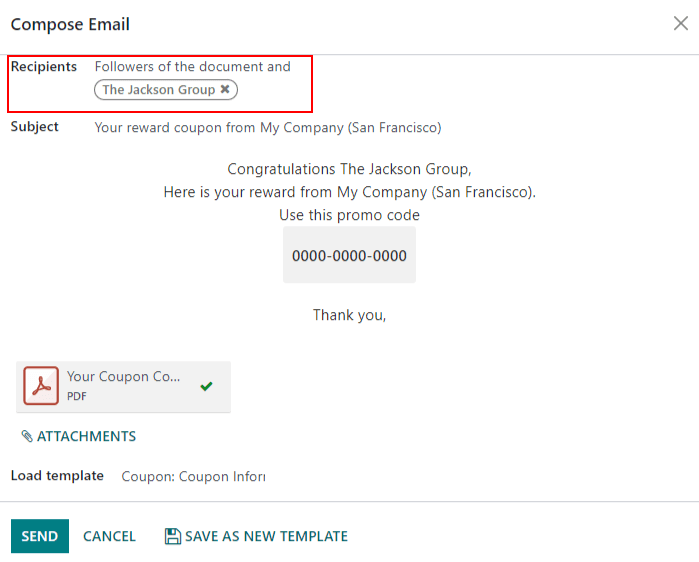 Compose Email
Recipients Followers of the document and
The Jackson Group
Subject Your reward coupon from My Company (San Francisco)
Congratulations The Jackson Group,
Here is your reward from My Company (San Francisco).
Use this promo code
0000-0000-0000
Thank you,
Your Coupon Co...
PDF
ATTACHMENTS
Load template Coupon: Coupon Infor
SEND CANCEL SAVE AS NEW TEMPLATE